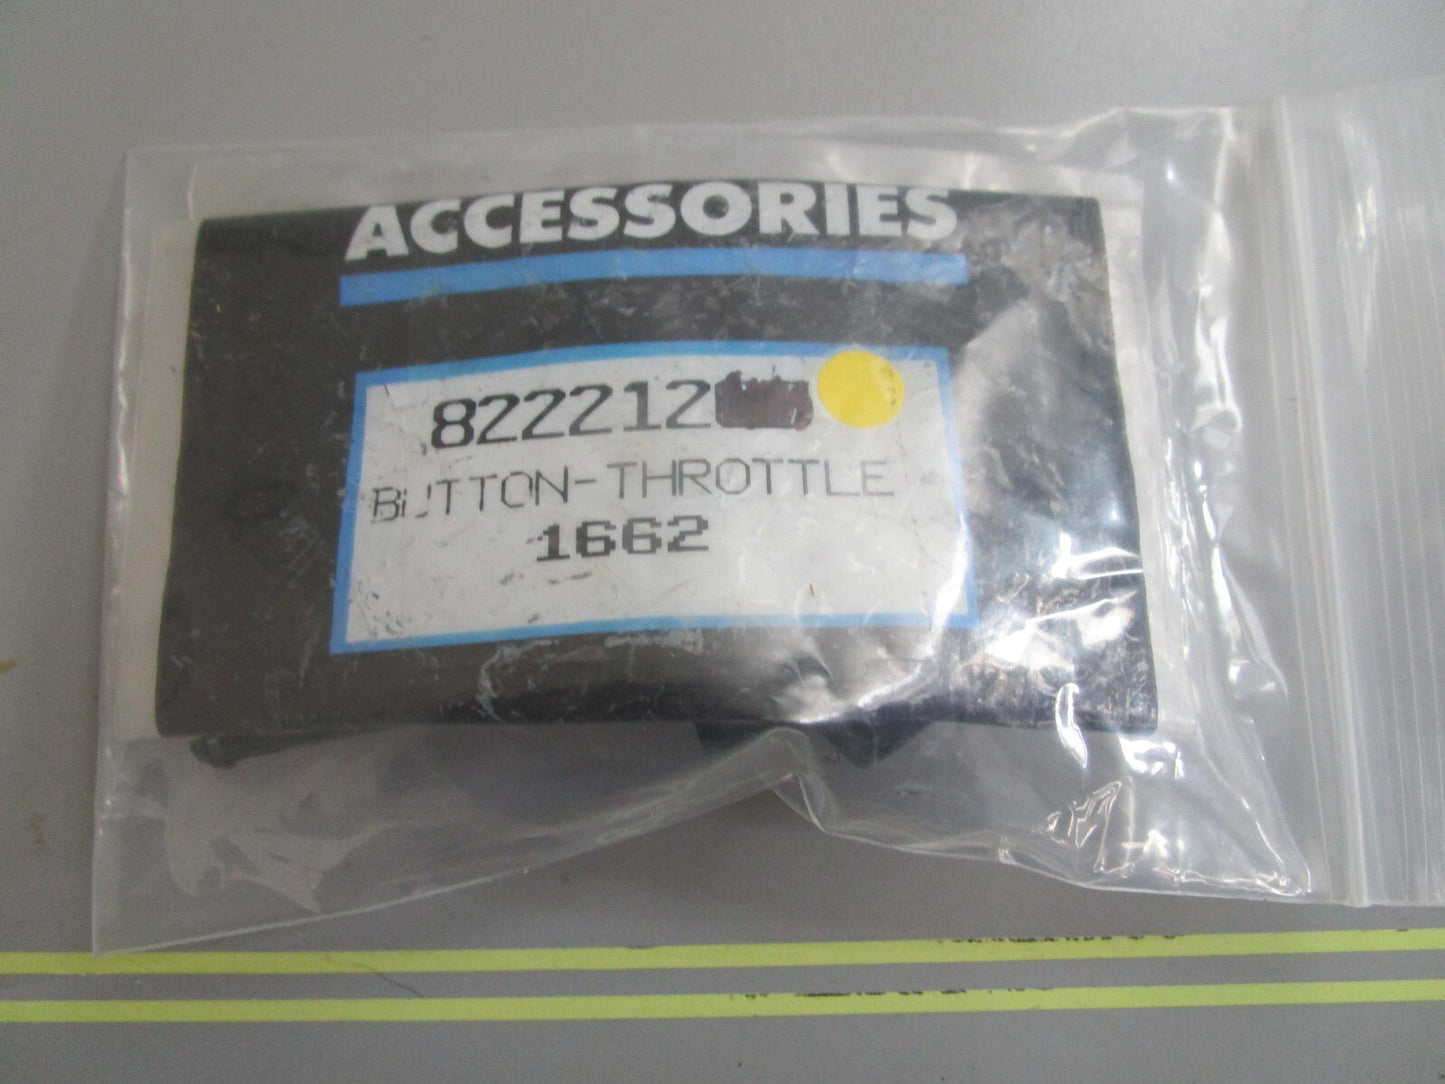 ACCESSORIES
822212
BUTTON-THROTTLE
1662